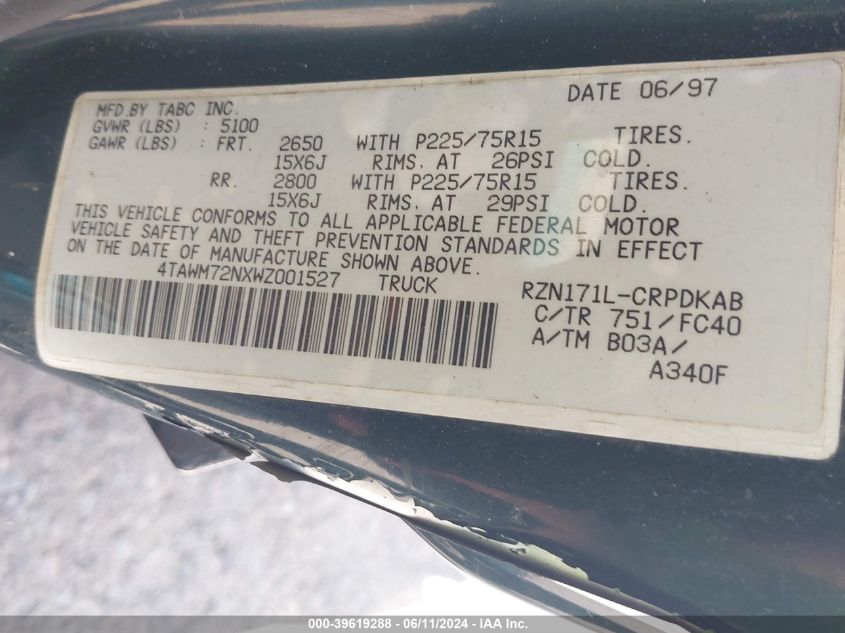 DATE 06/97
MFD.BY TABC INC.
GVWR (LBS) : 5100
GAWR (LBS) : FRT. 2650 WITH P225/75R15 TIRES.
15X6J RIMS. AT 26PSI COLD.
RR. 2800 WITH P225/75R15 TIRES.
15X6J RIMS. AT 29PSI COLD.
THIS VEHICLE CONFORMS TO ALL APPLICABLE FEDERAL MOTOR
VEHICLE SAFETY AND THEFT PREVENTION STANDARDS IN EFFECT
ON THE DATE OF MANUFACTURE SHOWN ABOVE.
4TAWM72NXWZ001527 TRUCK
RZN171L-CRPDKAB
C/TR 751/FC40
A/TM B03A/
A340F
000-39619288 - 06/11/2024 - IAA Inc.